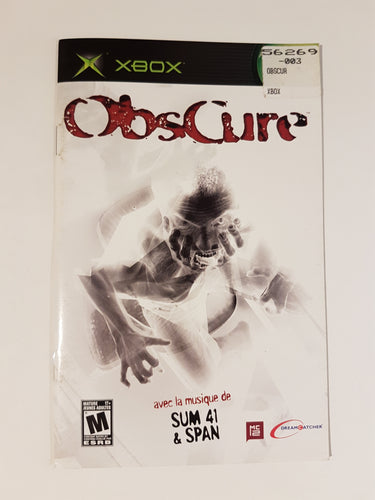 XBOX
56269
-003
OBSCUR
XBOX
ObsCure
avec la musique de
SUM 41
& SPAN
MATURE 17+
JEUNES ADULTES
M
ESRB
MC2
DREAMCATCHER